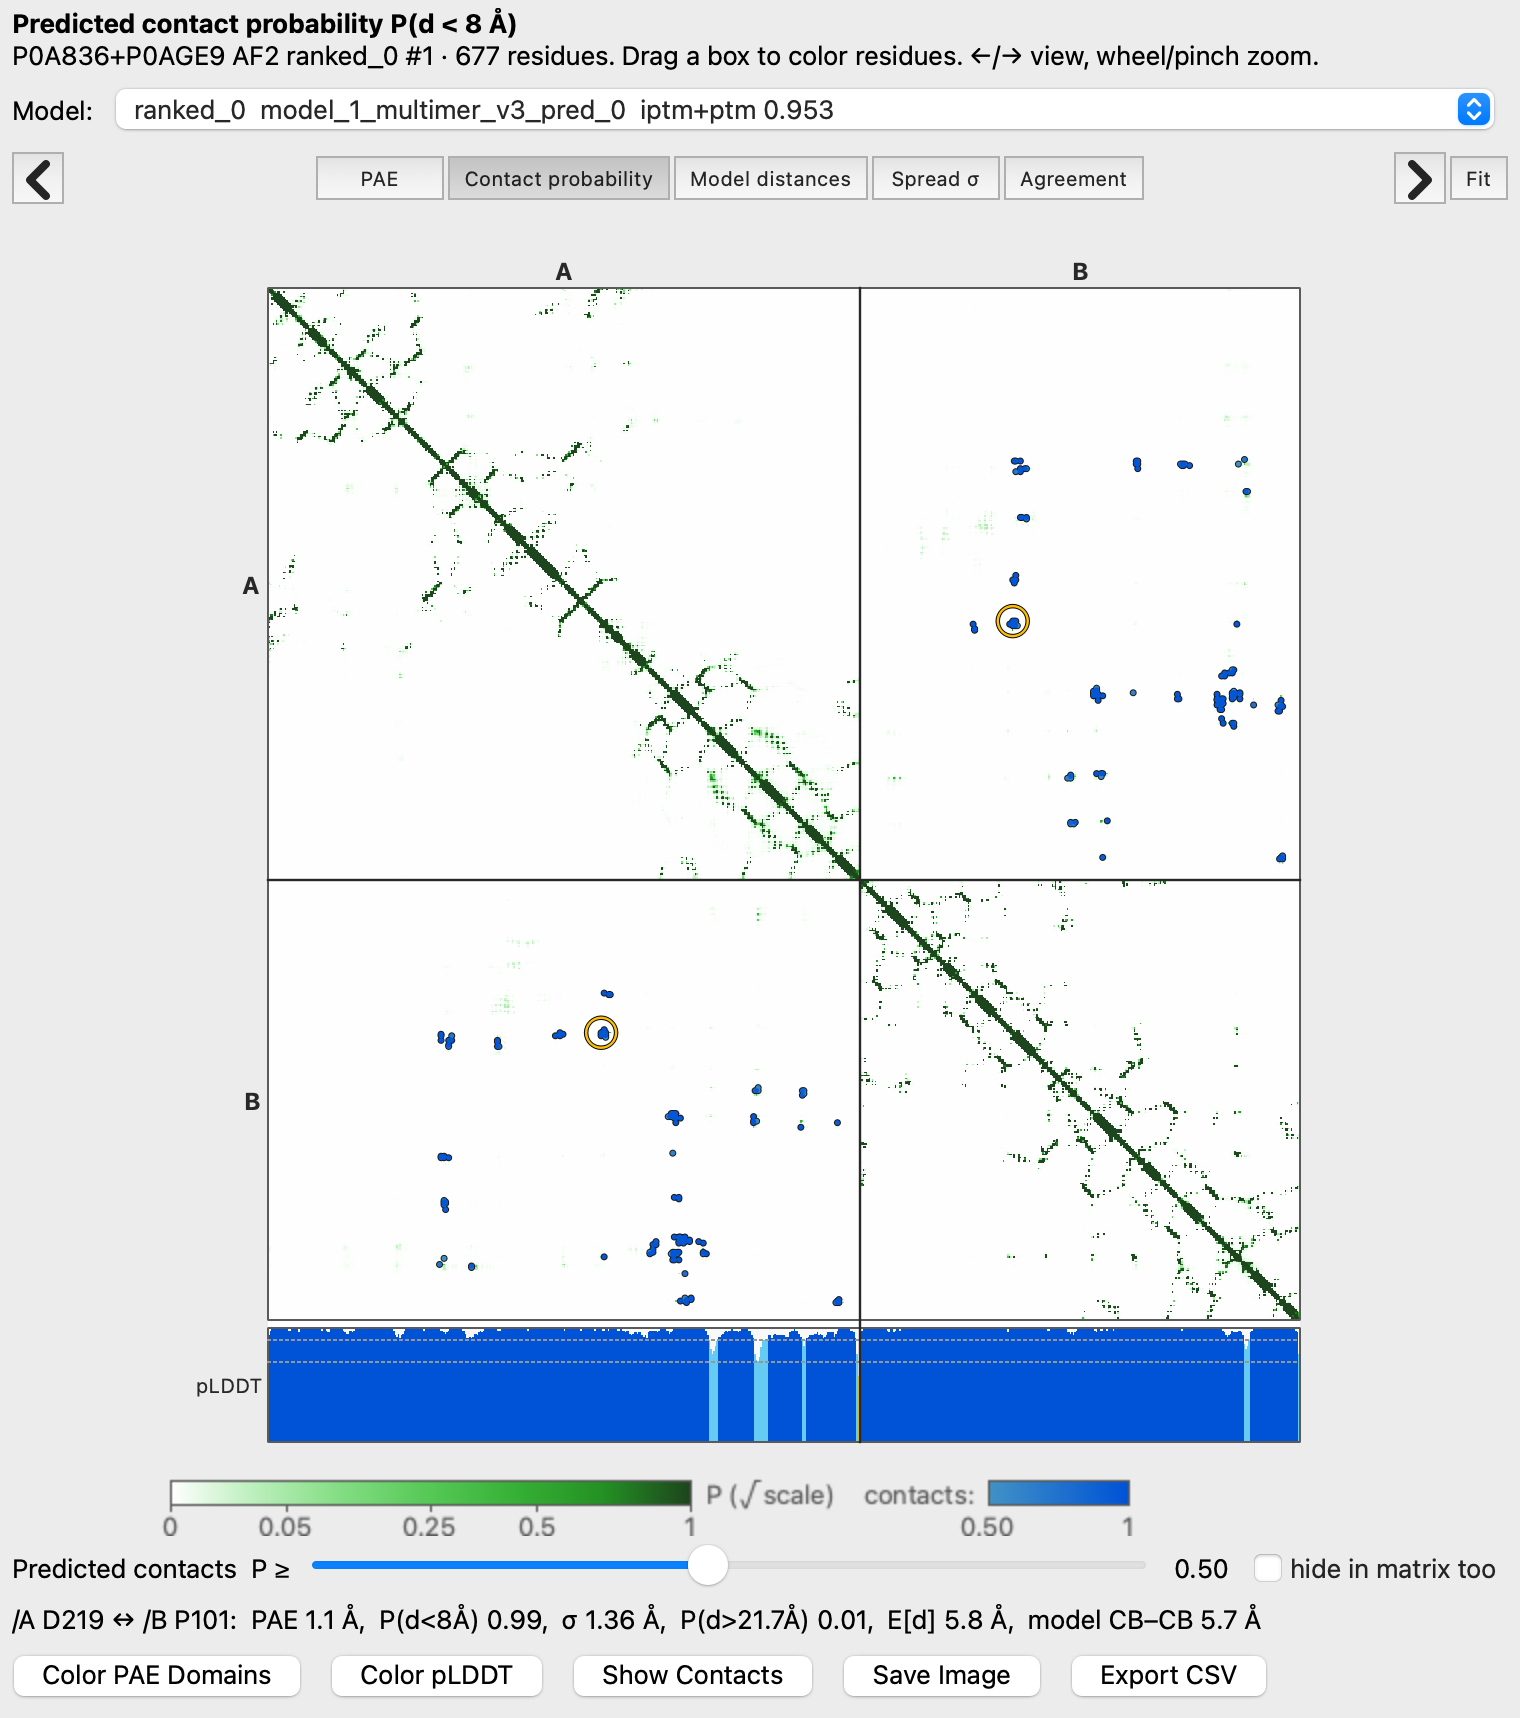 Predicted contact probability P(d < 8 Å)
P0A836+P0AGE9 AF2 ranked_0 #1 · 677 residues. Drag a box to color residues. ←/→ view, wheel/pinch zoom.
Model: ranked_0 model_1_multimer_v3_pred_0 iptm+ptm 0.953
PAE Contact probability Model distances Spread σ Agreement Fit
A B
A
B
pLDDT
P (√scale) contacts:
0 0.05 0.25 0.5 1 0.50 1
Predicted contacts P ≥ 0.50 hide in matrix too
/A D219 ↔ /B P101: PAE 1.1 Å, P(d<8Å) 0.99, σ 1.36 Å, P(d>21.7Å) 0.01, E[d] 5.8 Å, model CB–CB 5.7 Å
Color PAE Domains Color pLDDT Show Contacts Save Image Export CSV